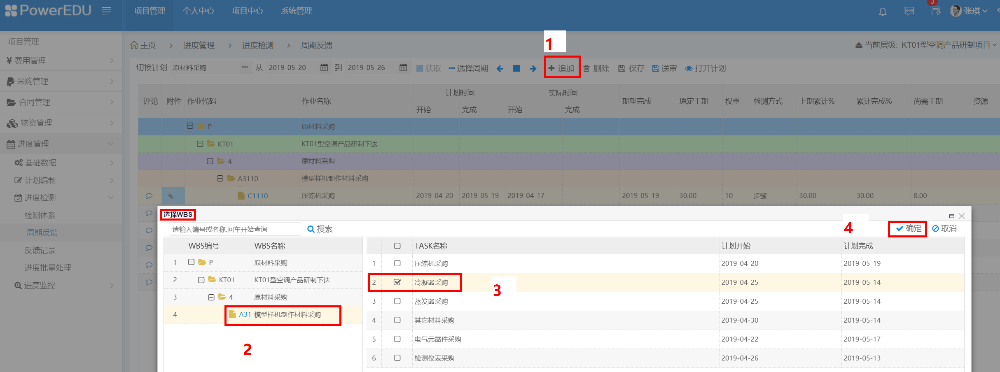 PowerEDU 项目管理 个人中心 项目中心 系统管理 3 张琪
项目管理
¥ 费用管理
采购管理
合同管理
物资管理
进度管理
基础数据
计划编制
进度检测
检测体系
周期反馈
反馈记录
进度批量处理
进度监控
主页 > 进度管理 > 进度检测 > 周期反馈 当前层级: KT01型空调产品研制项目
1
切换计划 原材料采购 ··· 从 2019-05-20 到 2019-05-26 获取 选择周期 追加 删除 保存 送审 打开计划
评论 附件 作业代码 作业名称 计划时间 实际时间 期望完成 原定工期 权重 检测方式 上期累计% 累计完成% 尚需工期 资源
开始 完成 开始 完成
P 原材料采购
KT01 KT01型空调产品研制下达
4 原材料采购
A3110 模型样机制作材料采购
C1110 压缩机采购 2019-04-20 2019-05-19 2019-04-17 2019-05-19 30.00 10 步骤 30.00 30.00 8.00
选择WBS
请输入编号或名称,回车开始查询 搜索 4 确定 取消
WBS编号 WBS名称
1 P 原材料采购
2 KT01 KT01型空调产品研制下达
3 4 原材料采购
4 A31 模型样机制作材料采购
2
TASK名称 计划开始 计划完成
1 压缩机采购 2019-04-20 2019-05-19
2 冷凝器采购 2019-04-25 2019-05-14
3
3 蒸发器采购 2019-04-25 2019-05-14
4 其它材料采购 2019-04-30 2019-05-14
5 电气元器件采购 2019-04-22 2019-05-17
6 检测仪表采购 2019-04-26 2019-05-13